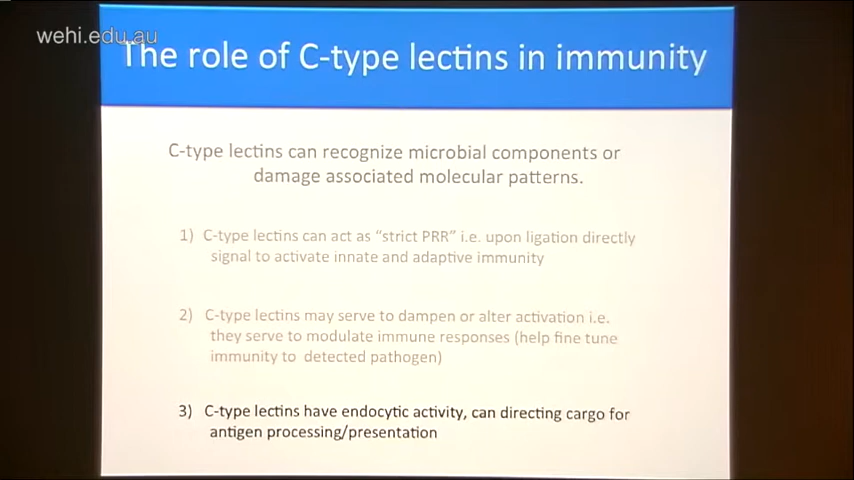 wehi.edu.au
The role of C-type lectins in immunity
C-type lectins can recognize microbial components or
damage associated molecular patterns.
1) C-type lectins can act as “strict PRR” i.e. upon ligation directly
signal to activate innate and adaptive immunity
2) C-type lectins may serve to dampen or alter activation i.e.
they serve to modulate immune responses (help fine tune
immunity to detected pathogen)
3) C-type lectins have endocytic activity, can directing cargo for
antigen processing/presentation